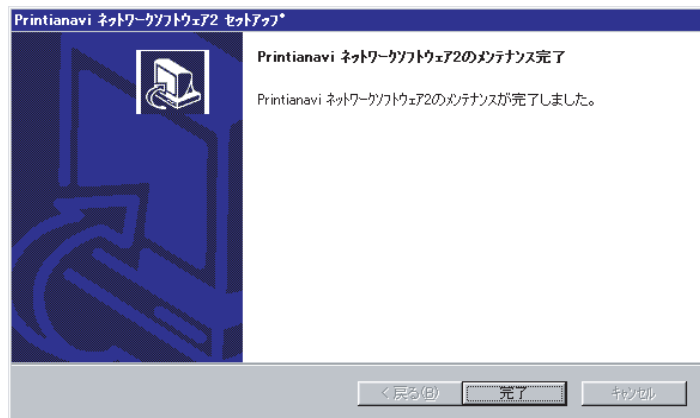 Printianavi ネットワークソフトウェア2 セットアップ
Printianavi ネットワークソフトウェア2のメンテナンス完了
Printianavi ネットワークソフトウェア2のメンテナンスが完了しました。
< 戻る(B)
完了
キャンセル